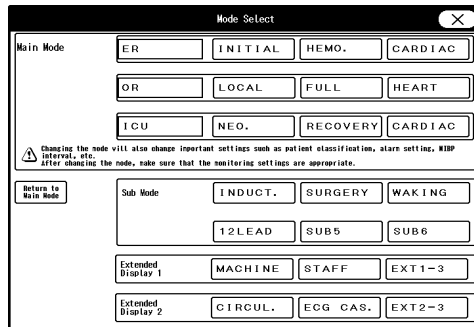 Mode Select
Main Mode ER INITIAL HEMO. CARDIAC
OR LOCAL FULL HEART
ICU NEO. RECOVERY CARDIAC
Changing the mode will also change important settings such as patient classification, alarm setting, NIBP
interval, etc.
After changing the mode, make sure that the monitoring settings are appropriate.
Return to
Main Mode
Sub Mode INDUCT. SURGERY WAKING
12LEAD SUB5 SUB6
Extended
Display 1 MACHINE STAFF EXT1-3
Extended
Display 2 CIRCUL. ECG CAS. EXT2-3